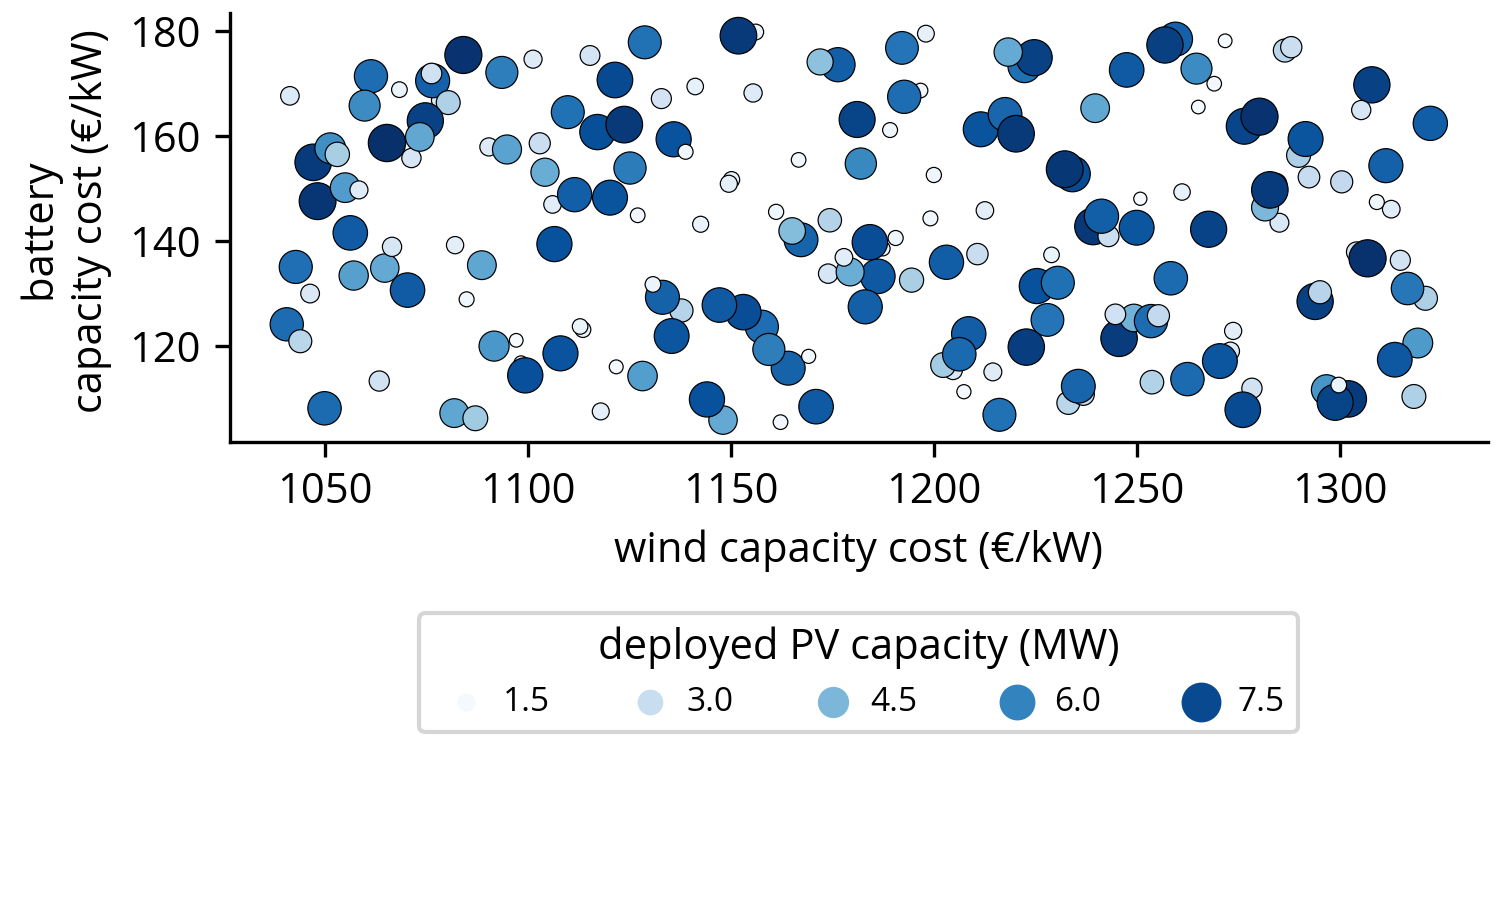 battery
capacity cost (€/kW)
180
160
140
120
1050 1100 1150 1200 1250 1300
wind capacity cost (€/kW)
deployed PV capacity (MW)
1.5 3.0 4.5 6.0 7.5